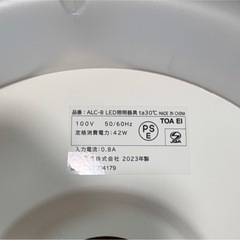 品番：ALC-8 LED照明器具 ta30℃
MADE IN CHINA
100V 50/60Hz
TOA EI
定格消費電力：42W
PS
E
入力電流：0.8A
株式会社 2023年製
4179